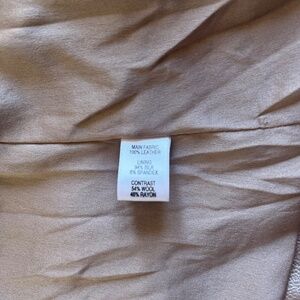 MAIN FABRIC
100% LEATHER
LINING
94% SILK
6% SPANDEX
CONTRAST
54% WOOL
46% RAYON